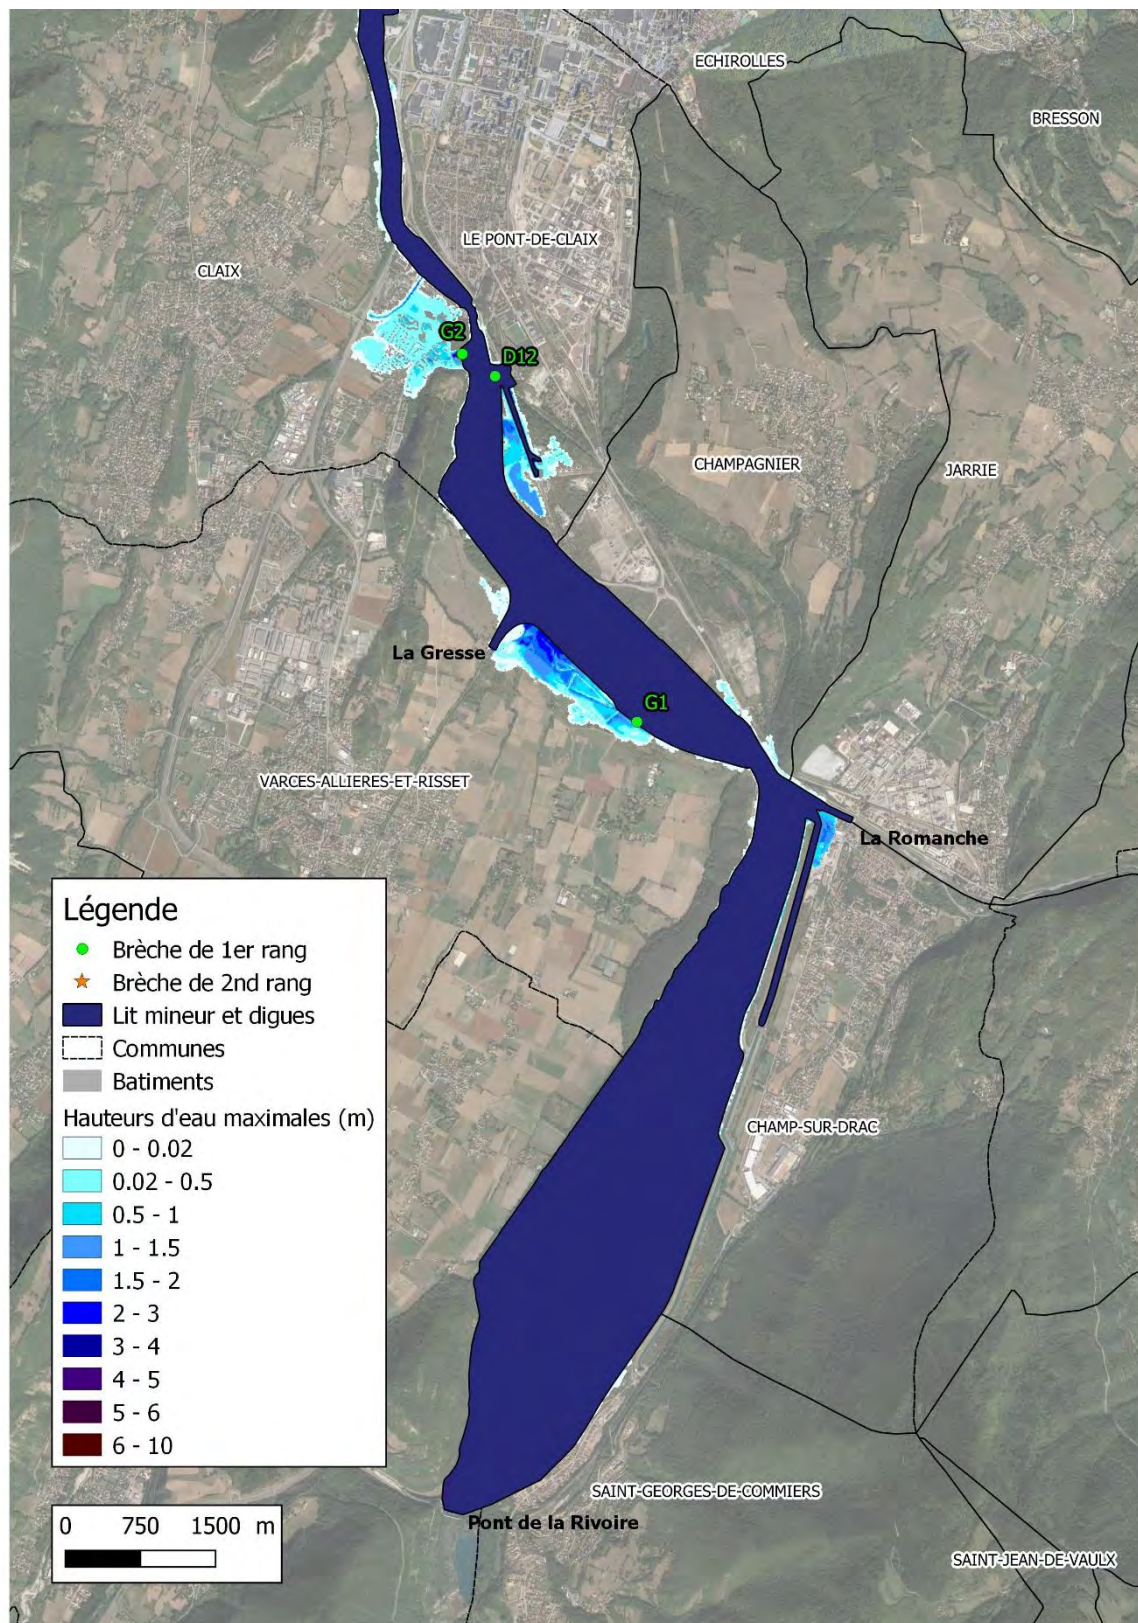 ECHIROLLES
BRESSON
LE PONT-DE-CLAIX
CLAIX
G2
D12
CHAMPAGNIER
JARRIE
La Gresse
G1
VARCES-ALLIERES-ET-RISSET
La Romanche
Légende
Brèche de 1er rang
Brèche de 2nd rang
Lit mineur et digues
Communes
Batiments
Hauteurs d'eau maximales (m)
0 - 0.02
0.02 - 0.5
0.5 - 1
1 - 1.5
1.5 - 2
2 - 3
3 - 4
4 - 5
5 - 6
6 - 10
CHAMP-SUR-DRAC
SAINT-GEORGES-DE-COMMIERS
Pont de la Rivoire
0 750 1500 m
SAINT-JEAN-DE-VAULX